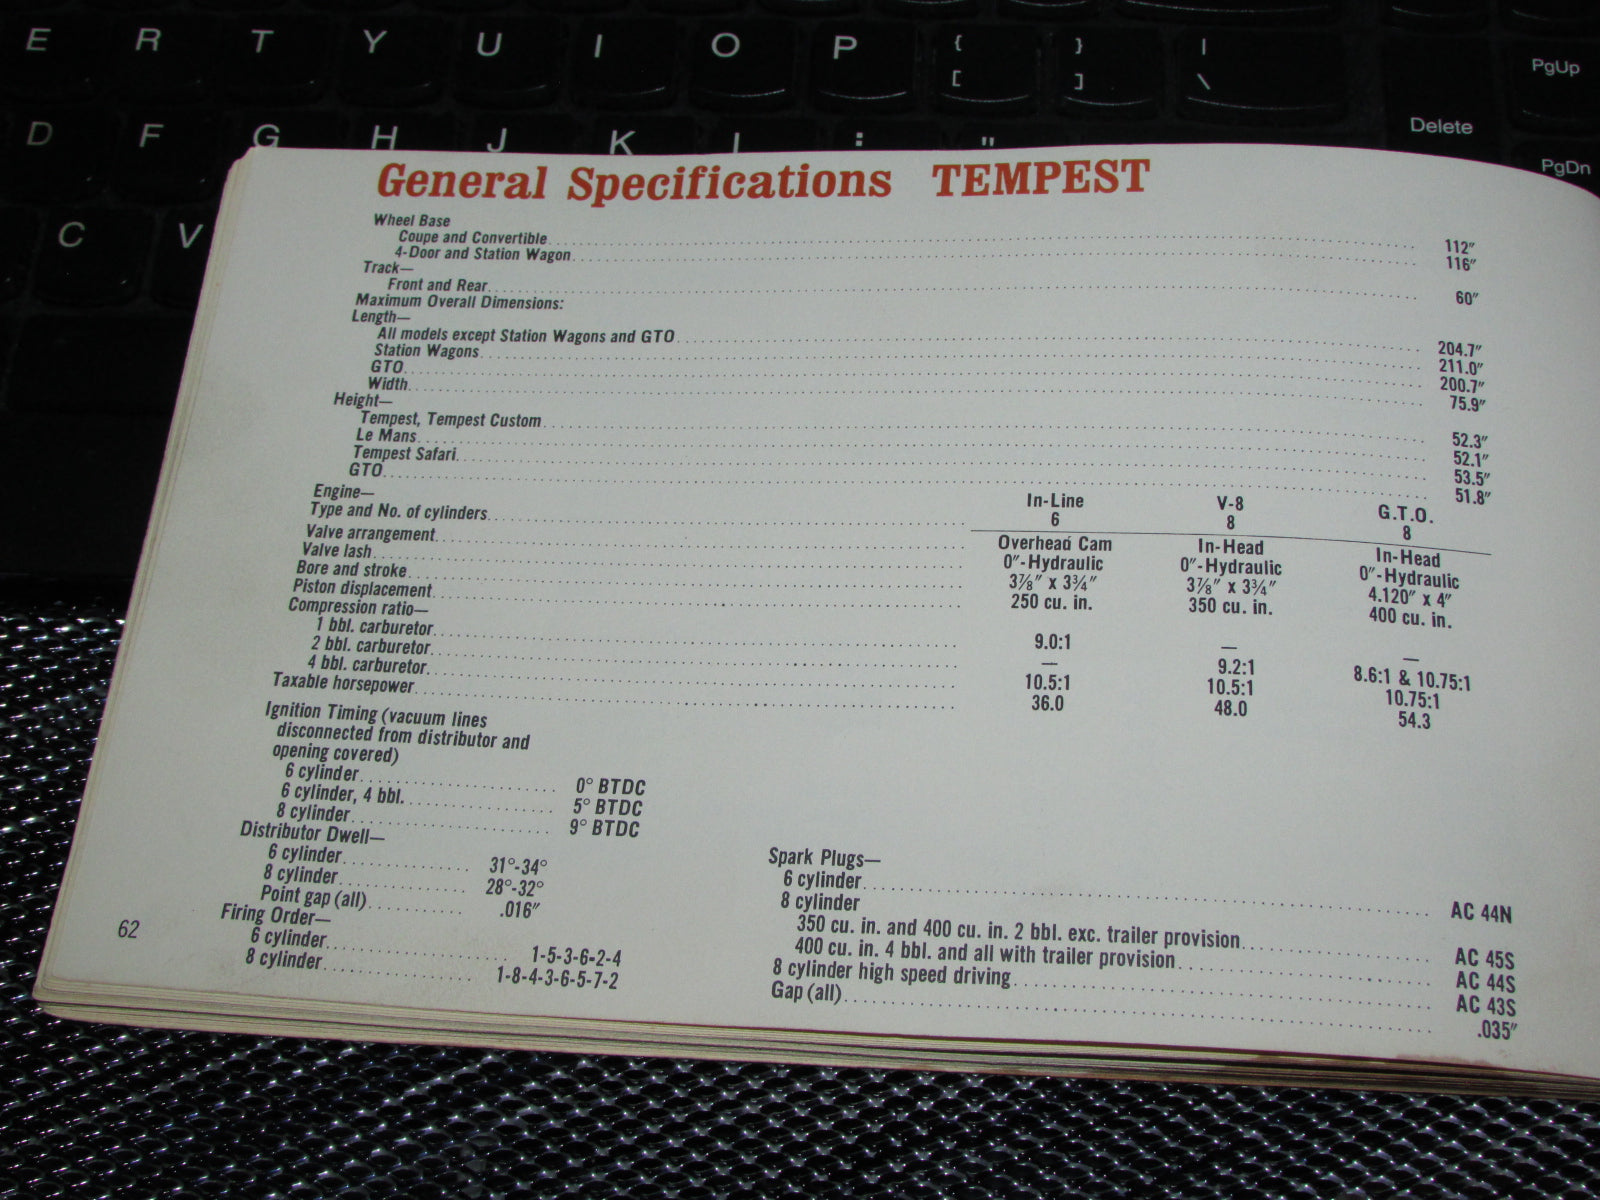 E R T Y U I O P { [ } ] | \ PgUp
D F G H J K L : " Delete PgDn
C V
General Specifications TEMPEST
Wheel Base
Coupe and Convertible 112"
4-Door and Station Wagon 116"
Track—
Front and Rear 60"
Maximum Overall Dimensions:
Length—
All models except Station Wagons and GTO 204.7"
Station Wagons 211.0"
GTO 200.7"
Width 75.9"
Height—
Tempest, Tempest Custom 52.3"
Le Mans 52.1"
Tempest Safari 53.5"
GTO 51.8"
Engine— In-Line V-8 G.T.O.
Type and No. of cylinders 6 8 8
Valve arrangement Overhead Cam In-Head In-Head
Valve lash 0"-Hydraulic 0"-Hydraulic 0"-Hydraulic
Bore and stroke 3⅞" x 3¾" 3⅞" x 3¾" 4.120" x 4"
Piston displacement 250 cu. in. 350 cu. in. 400 cu. in.
Compression ratio—
1 bbl. carburetor 9.0:1 — —
2 bbl. carburetor — 9.2:1 8.6:1 & 10.75:1
4 bbl. carburetor 10.5:1 10.5:1 10.75:1
Taxable horsepower 36.0 48.0 54.3
Ignition Timing (vacuum lines
disconnected from distributor and
opening covered)
6 cylinder 0° BTDC
6 cylinder, 4 bbl. 5° BTDC
8 cylinder 9° BTDC
Distributor Dwell—
6 cylinder 31°-34°
8 cylinder 28°-32°
Point gap (all) .016"
Firing Order—
6 cylinder 1-5-3-6-2-4
8 cylinder 1-8-4-3-6-5-7-2
Spark Plugs—
6 cylinder AC 44N
8 cylinder
350 cu. in. and 400 cu. in. 2 bbl. exc. trailer provision AC 45S
400 cu. in. 4 bbl. and all with trailer provision AC 44S
8 cylinder high speed driving AC 43S
Gap (all) .035"
62